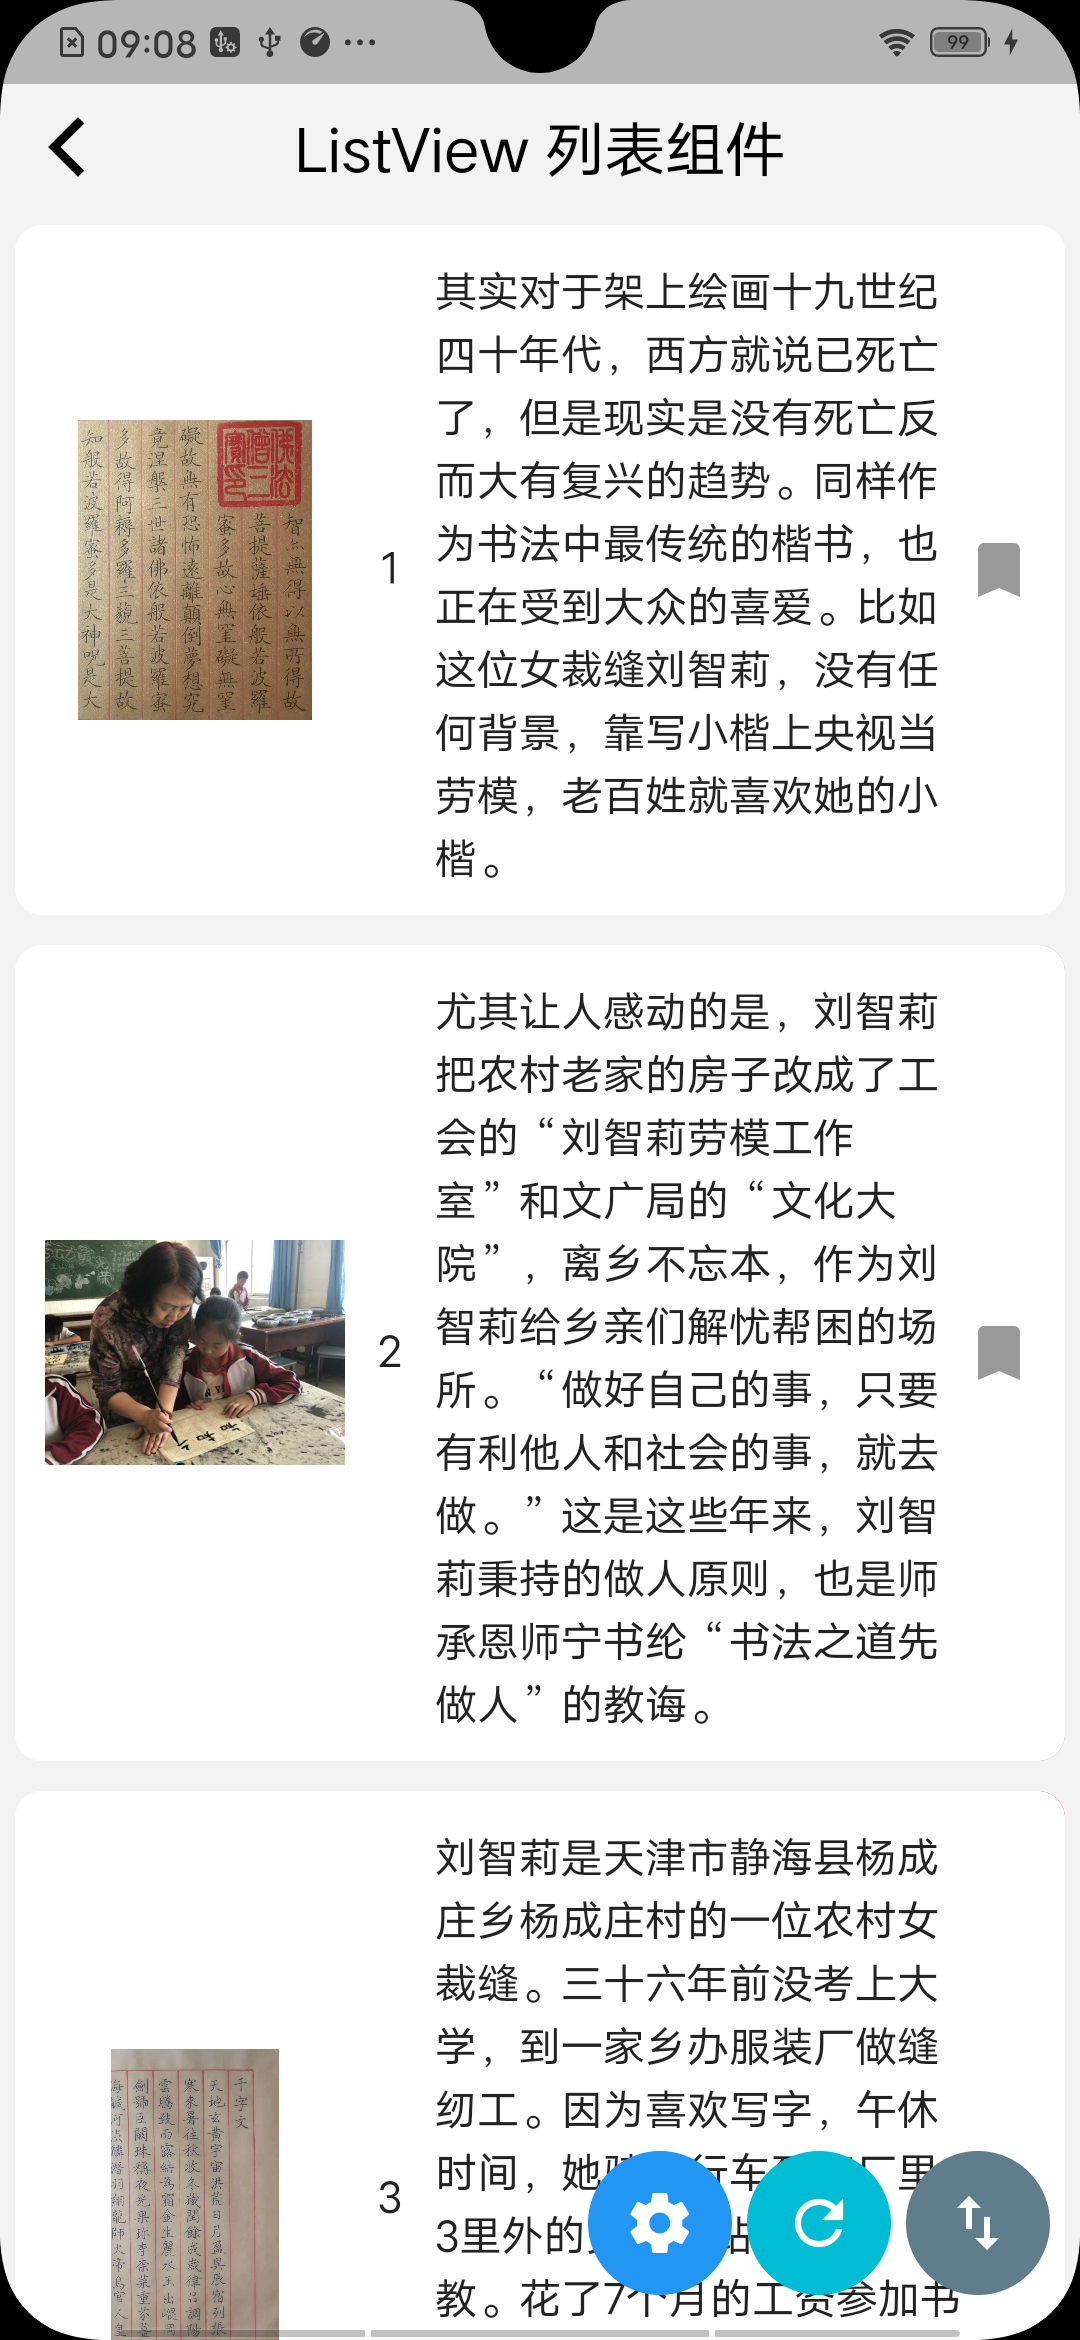 09:08
99
ListView 列表组件
其实对于架上绘画十九世纪
四十年代，西方就说已死亡
了，但是现实是没有死亡反
而大有复兴的趋势。同样作
为书法中最传统的楷书，也
正在受到大众的喜爱。比如
这位女裁缝刘智莉，没有任
何背景，靠写小楷上央视当
劳模，老百姓就喜欢她的小
楷。
1
尤其让人感动的是，刘智莉
把农村老家的房子改成了工
会的“刘智莉劳模工作
室”和文广局的“文化大
院”，离乡不忘本，作为刘
智莉给乡亲们解忧帮困的场
所。“做好自己的事，只要
有利他人和社会的事，就去
做。”这是这些年来，刘智
莉秉持的做人原则，也是师
承恩师宁书纶“书法之道先
做人”的教诲。
2
刘智莉是天津市静海县杨成
庄乡杨成庄村的一位农村女
裁缝。三十六年前没考上大
学，到一家乡办服装厂做缝
纫工。因为喜欢写字，午休
时间，她 行车 厂里
3里外的 站
教。花了7个月的工资参加书
3